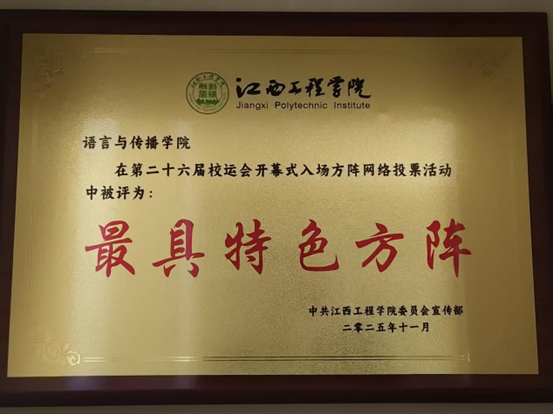 江西工程学院
Jiangxi Polytechnic Institute
语言与传播学院
在第二十六届校运会开幕式入场方阵网络投票活动
中被评为：
最具特色方阵
中共江西工程学院委员会宣传部
二零二五年十一月